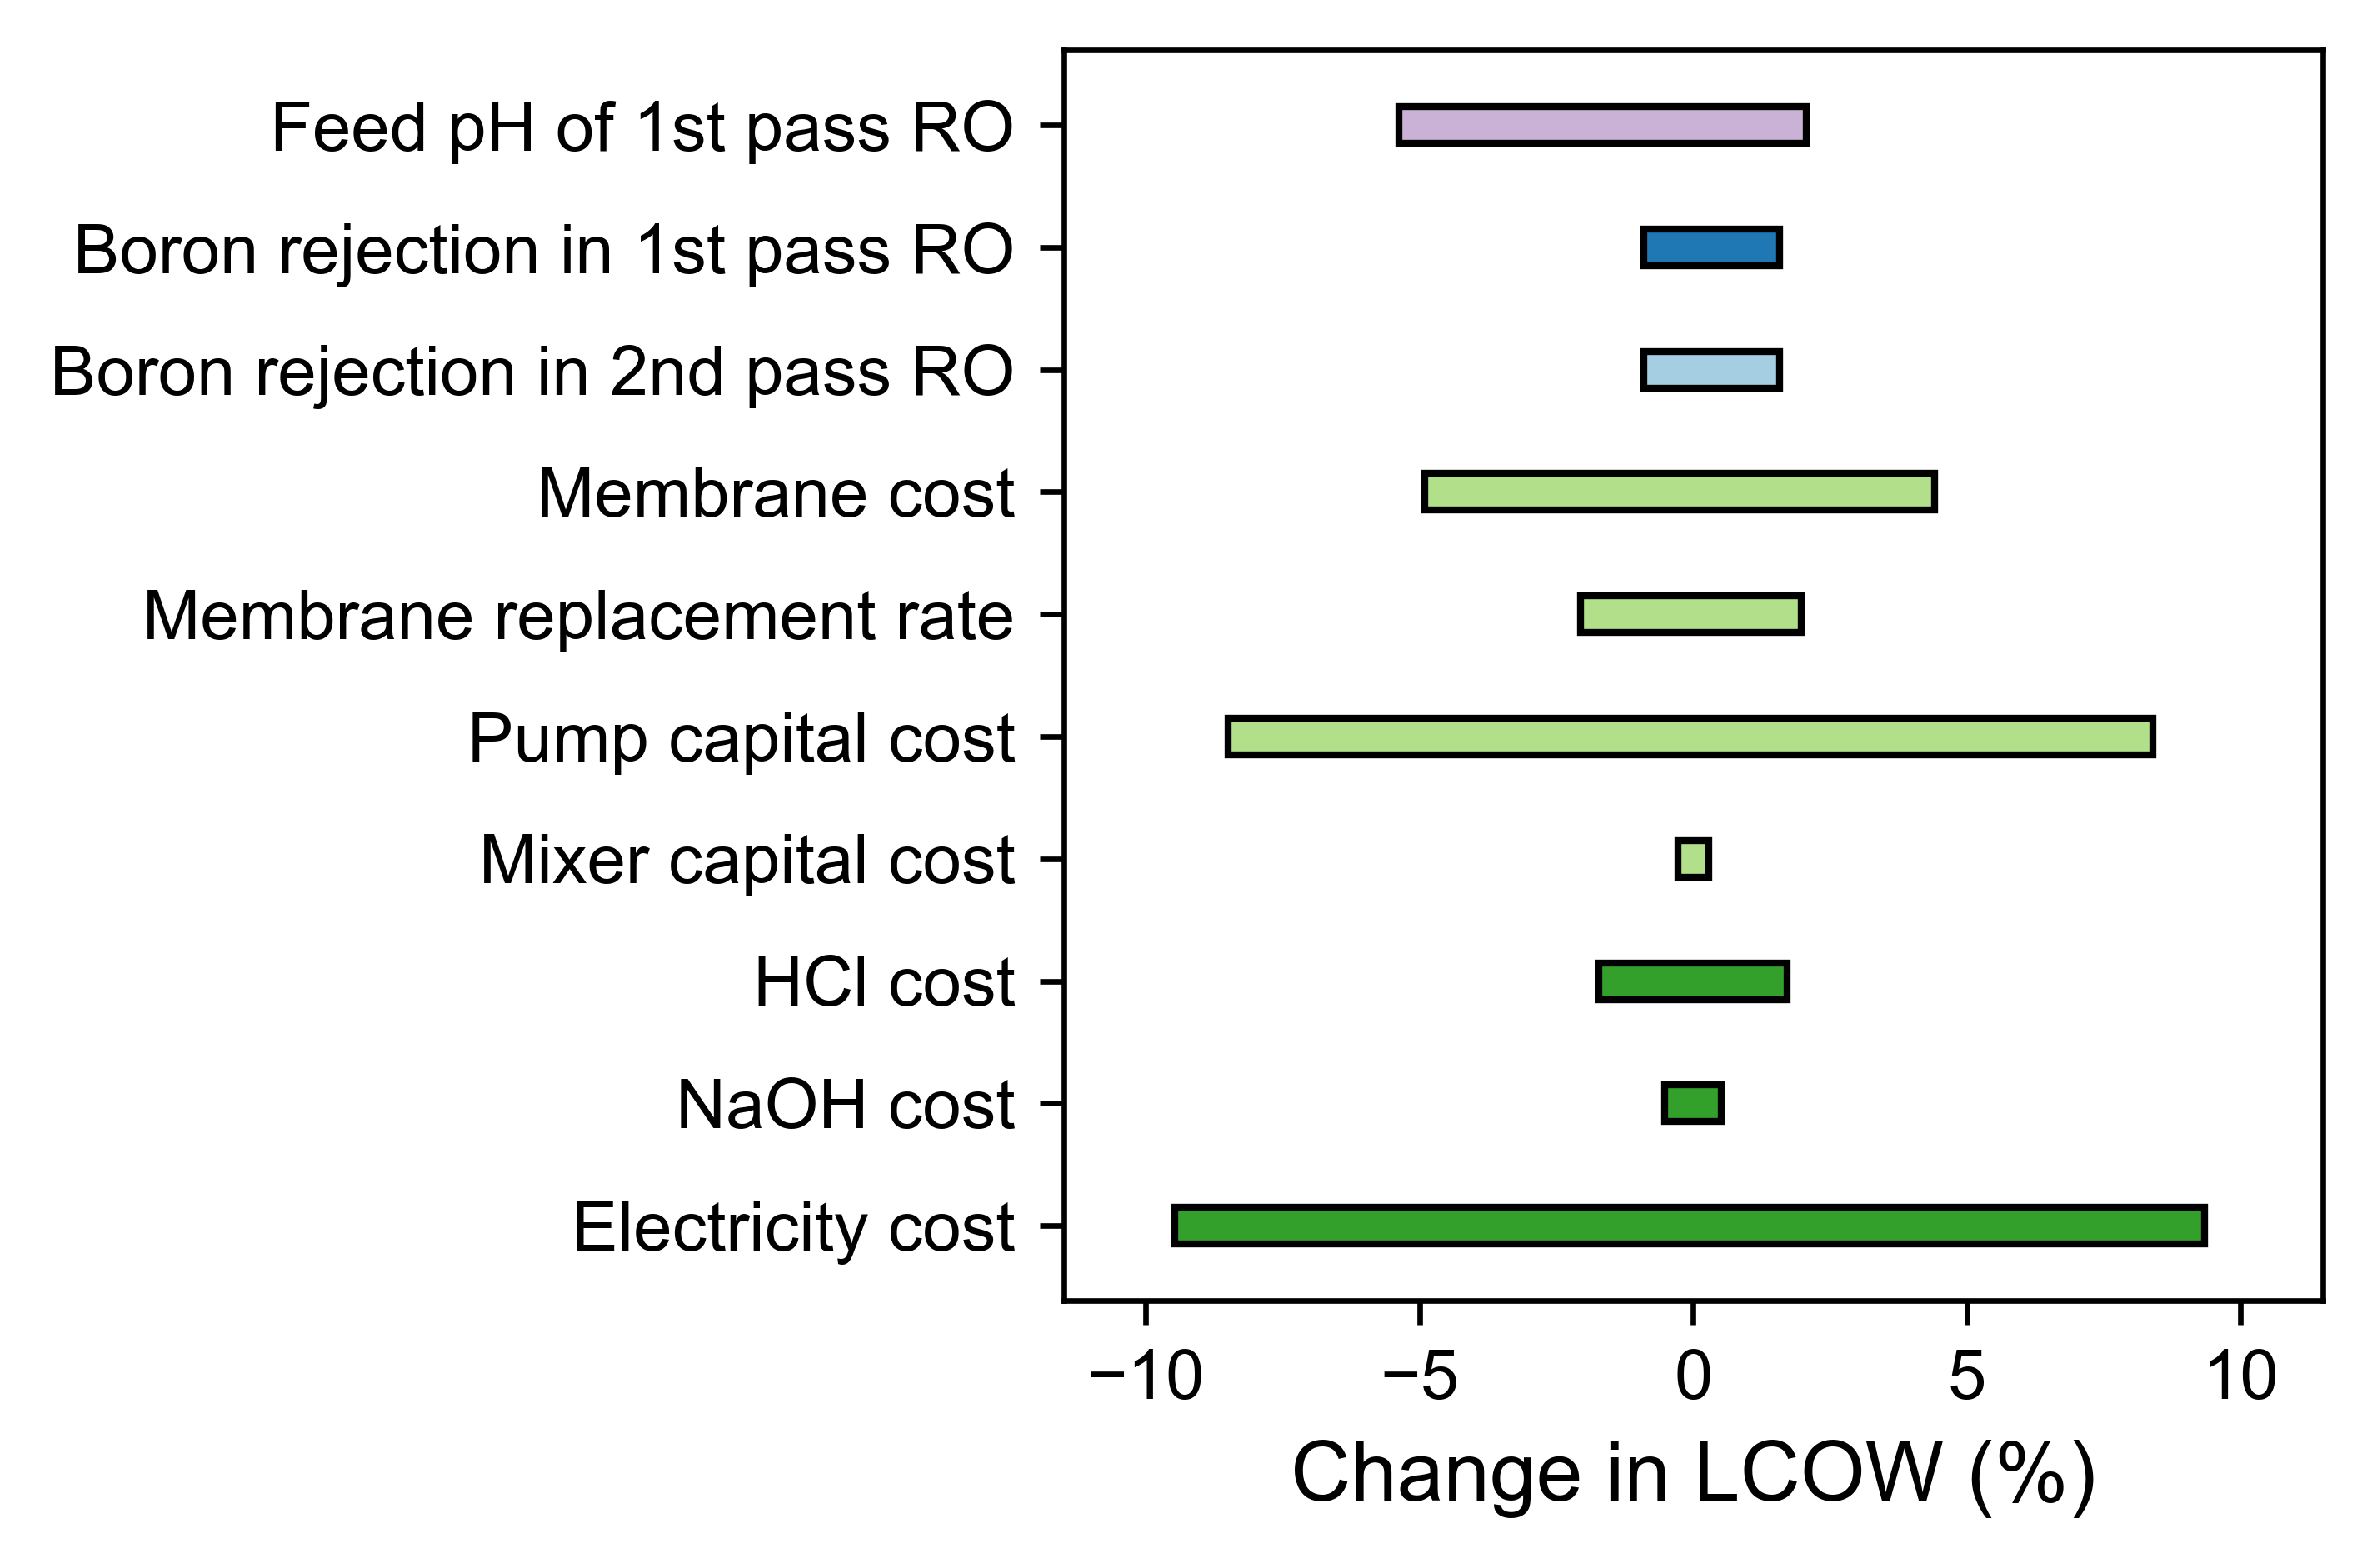 Feed pH of 1st pass RO
Boron rejection in 1st pass RO
Boron rejection in 2nd pass RO
Membrane cost
Membrane replacement rate
Pump capital cost
Mixer capital cost
HCl cost
NaOH cost
Electricity cost
−10 −5 0 5 10
Change in LCOW (%)